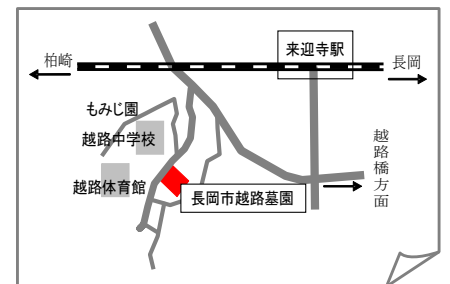 来迎寺駅
柏崎
長岡
もみじ園
越路中学校
越路体育館
長岡市越路墓園
越路橋方面